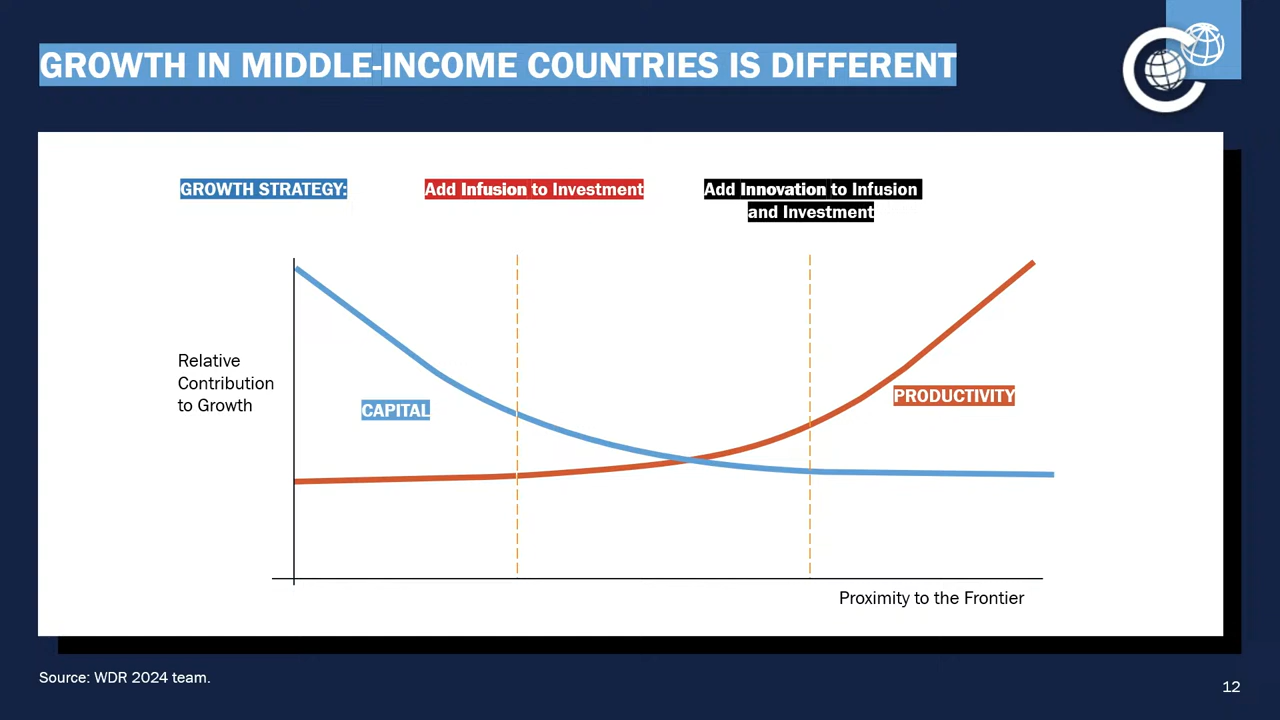 GROWTH IN MIDDLE-INCOME COUNTRIES IS DIFFERENT
GROWTH STRATEGY:
Add Infusion to Investment
Add Innovation to Infusion
and Investment
Relative
Contribution
to Growth
CAPITAL
PRODUCTIVITY
Proximity to the Frontier
Source: WDR 2024 team.
12